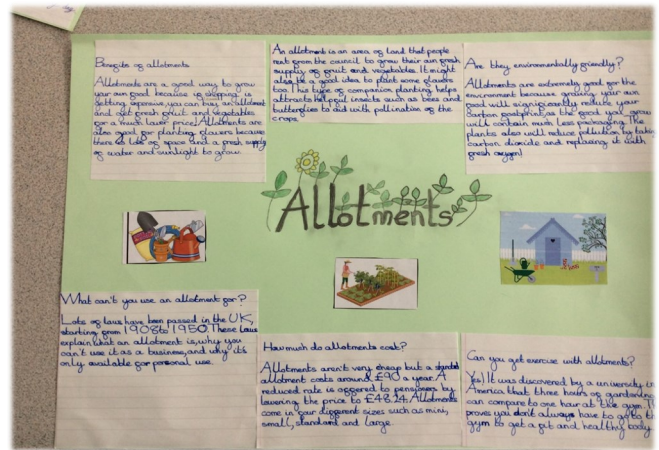 Benefits of allotments
Allotments are a good way to grow
your own food because if shopping is
getting expensive, you can buy an allotment
and get fresh fruit and vegetables
for a much lower price! Allotments are
also good for planting flowers because
there is lots of space and a fresh supply
of water and sunlight to grow.
An allotment is an area of land that people
rent from the council to grow their own fresh
supply of fruit and vegetables. It might
also be a good idea to plant some flowers
too. This type of companion planting helps
attracts helpful insects such as bees and
butterflies to aid with pollination of the
crops.
Are they environmentally friendly?
Allotments are extremely good for the
environment because growing your own
food will significantly reduce your
carbon footprint, as the food you grow
will contain much less packaging. The
plants also will reduce pollution by taking
carbon dioxide and replacing it with
fresh oxygen!
Allotments
What can't you use an allotment for?
Lots of laws have been passed in the UK,
starting from 1908 to 1950. These laws
explain what an allotment is, why you
can't use it as a business, and why it's
only available for personal use.
How much do allotments cost?
Allotments aren't very cheap but a standard
allotment costs around £90 a year. A
reduced rate is offered to pensioners by
lowering the price to £48.24. Allotments
come in four different sizes such as mini,
small, standard and large.
Can you get exercise with allotments?
Yes! It was discovered by a university in
America that three hours of gardening
can compare to one hour at the gym. 
proves you don't always have to go to the
gym to get a fit and healthy body.